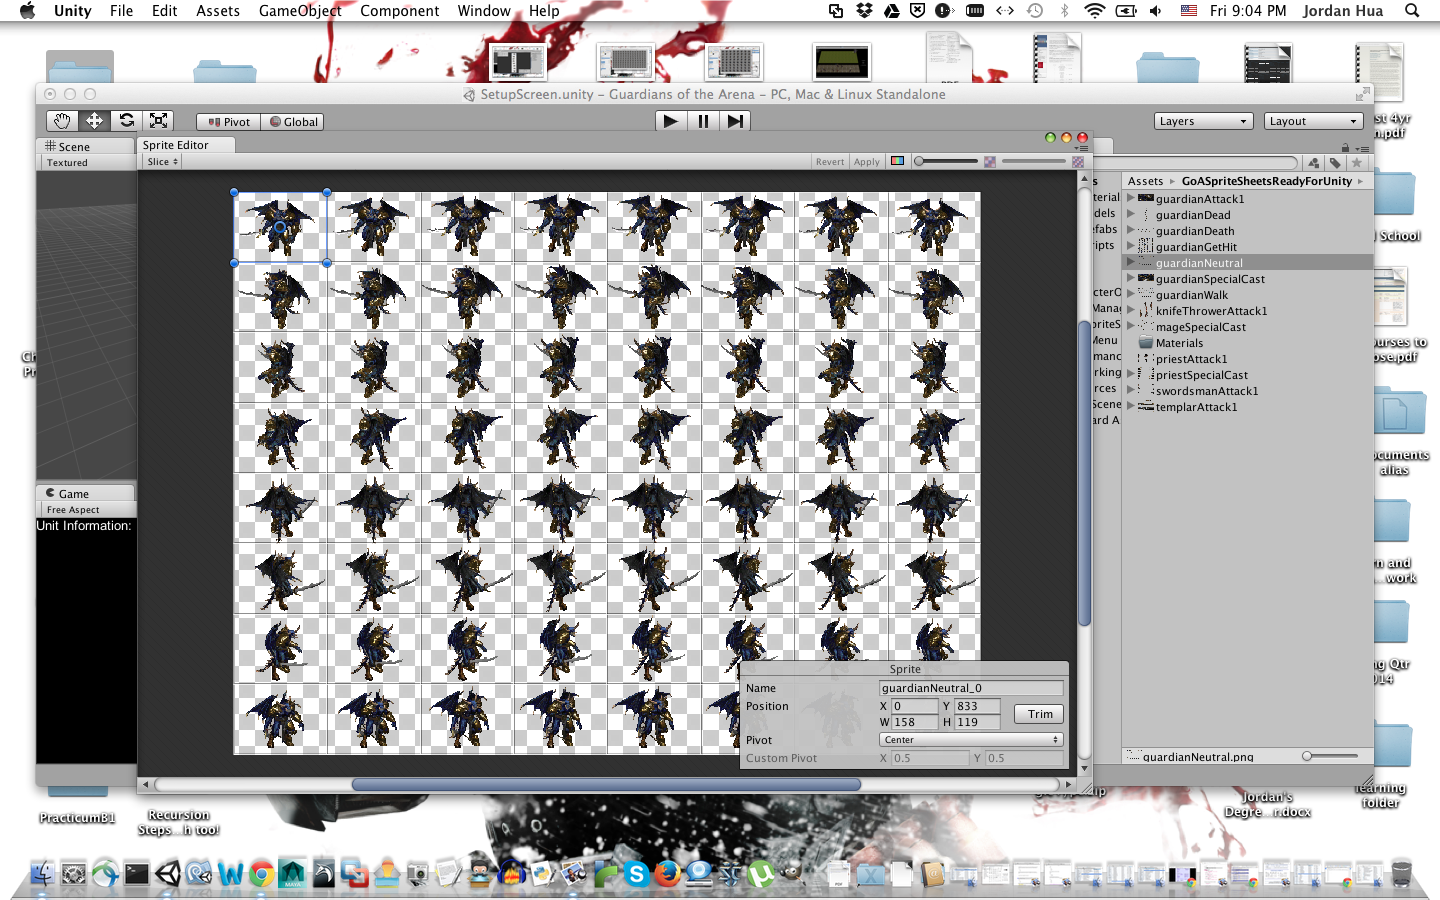 Unity File Edit Assets GameObject Component Window Help Fri 9:04 PM Jordan Hua
SetupScreen.unity – Guardians of the Arena – PC, Mac & Linux Standalone
Pivot Global Layers Layout
Scene
Textured
Sprite Editor
Slice Revert Apply
Assets GoASpriteSheetsReadyForUnity
guardianAttack1
guardianDead
guardianDeath
guardianGetHit
guardianNeutral
guardianSpecialCast
guardianWalk
knifeThrowerAttack1
mageSpecialCast
Materials
priestAttack1
priestSpecialCast
swordsmanAttack1
templarAttack1
Game
Free Aspect
Unit Information:
Sprite
Name guardianNeutral_0
Position X 0 Y 833
W 158 H 119
Trim
Pivot Center
Custom Pivot X 0.5 Y 0.5
guardianNeutral.png
School
alias
PracticumB1
Recursion
Steps...h too!
Jordan's
Degre...r.docx
learning
folder
MAYA